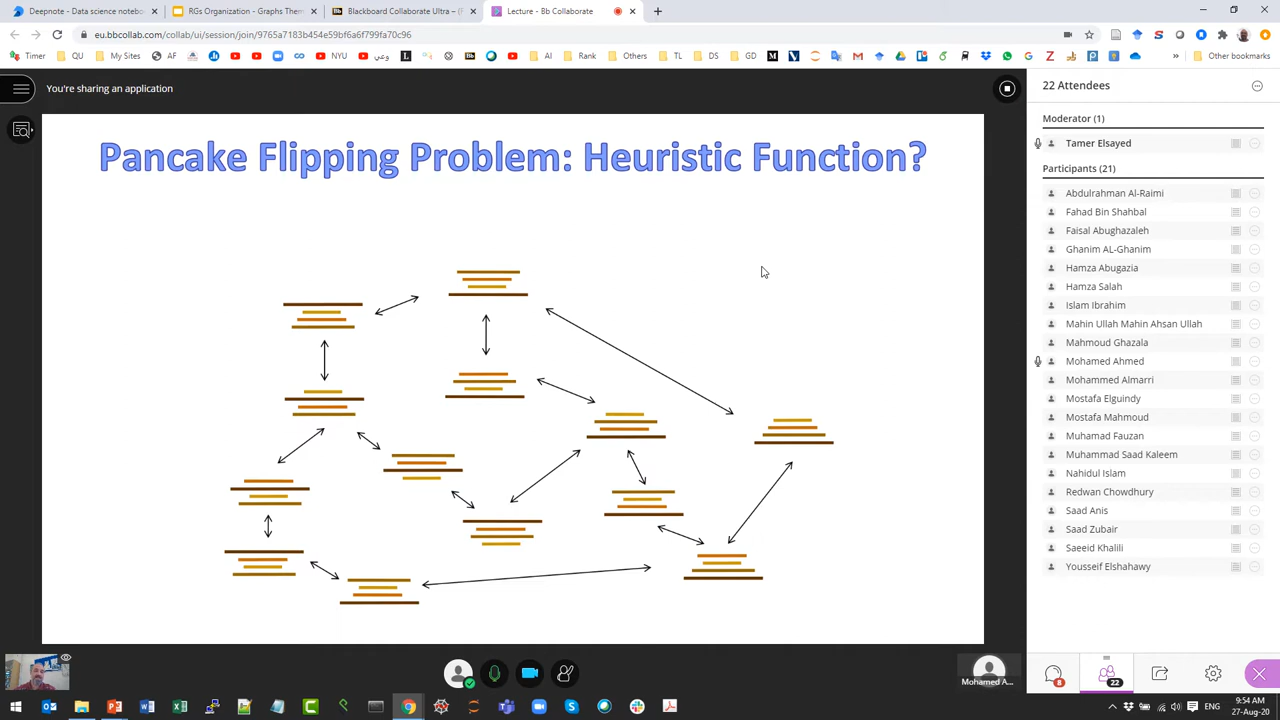 Deepnote - Data science notebo
RGs Organization - Graphs Them
Blackboard Collaborate Ultra – (F
Lecture - Bb Collaborate
eu.bbcollab.com/collab/ui/session/join/9765a7183b454e59bf6a6f799fa70c96
Timer
QU
My Sites
AF
NYU
وعي
AI
Rank
Others
TL
DS
GD
»
Other bookmarks
You're sharing an application
Pancake Flipping Problem: Heuristic Function?
22 Attendees
Moderator (1)
Tamer Elsayed
Participants (21)
Abdulrahman Al-Raimi
Fahad Bin Shahbal
Faisal Abughazaleh
Ghanim AL-Ghanim
Hamza Abugazia
Hamza Salah
Islam Ibrahim
Mahin Ullah Mahin Ahsan Ullah
Mahmoud Ghazala
Mohamed Ahmed
Mohammed Almarri
Mostafa Elguindy
Mostafa Mahmoud
Muhamad Fauzan
Muhammad Saad Kaleem
Nahidul Islam
Redwan Chowdhury
Saad Anis
Saad Zubair
Saeeid Khalili
Yousseif Elshahawy
Mohamed A...
8
22
ENG
9:54 AM
27-Aug-20